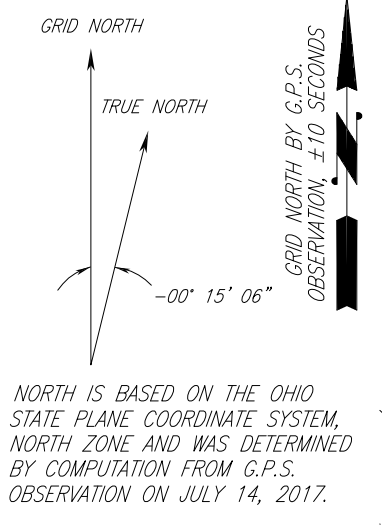 GRID NORTH
TRUE NORTH
GRID NORTH BY G.P.S.
OBSERVATION, ±10 SECONDS
N
-00° 15' 06"
NORTH IS BASED ON THE OHIO
STATE PLANE COORDINATE SYSTEM,
NORTH ZONE AND WAS DETERMINED
BY COMPUTATION FROM G.P.S.
OBSERVATION ON JULY 14, 2017.